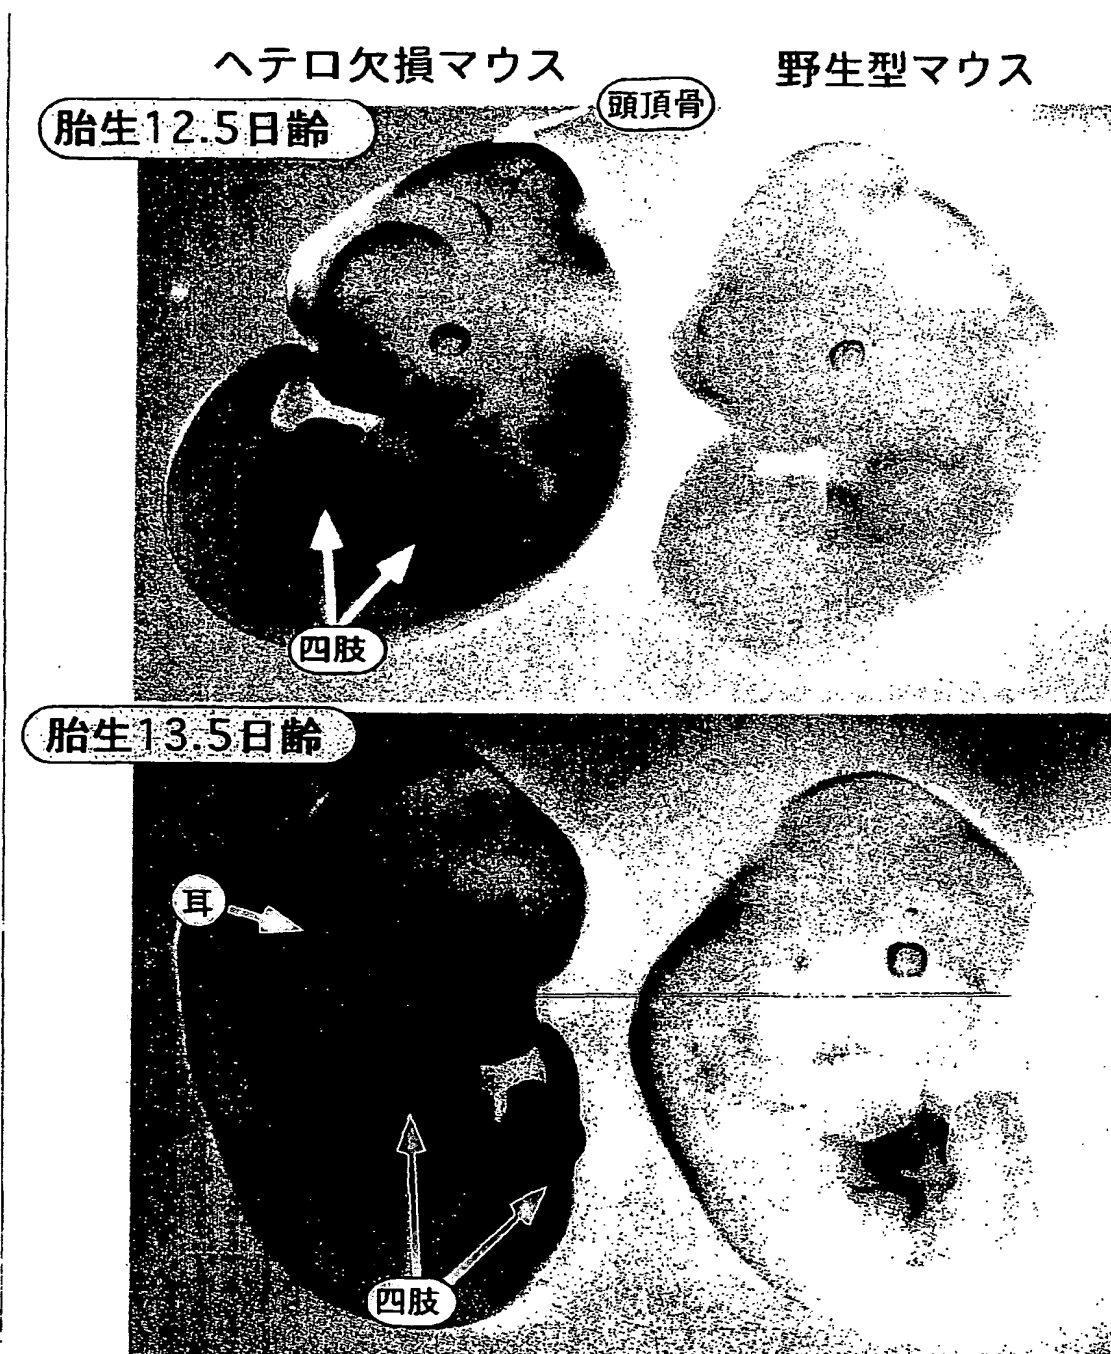 ヘテロ欠損マウス
野生型マウス
胎生12.5日齢
頭頂骨
四肢
胎生13.5日齢
耳
四肢